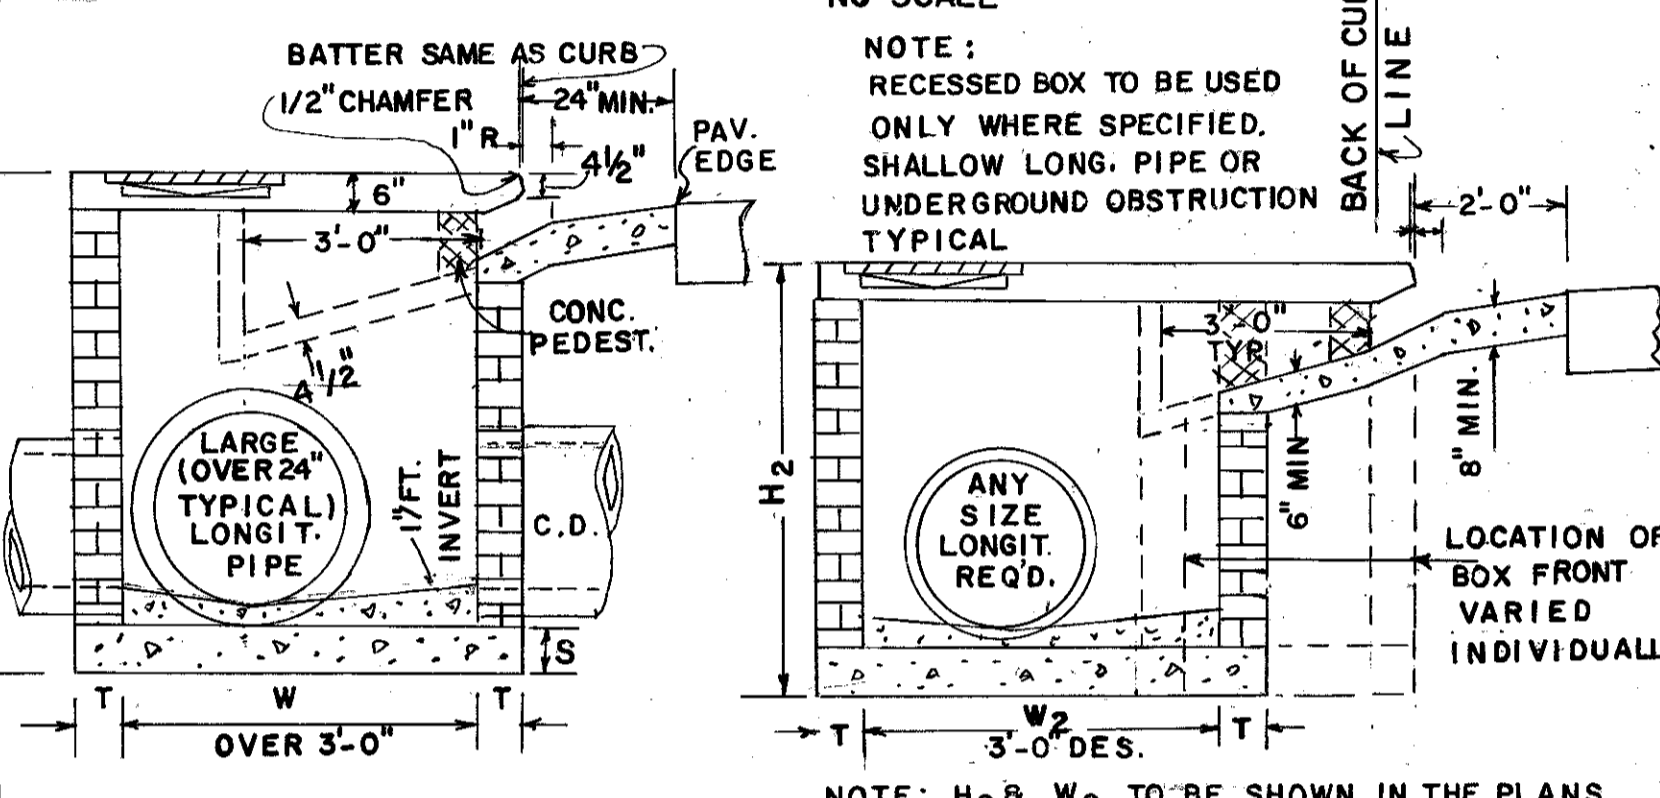 NO SCALE
BATTER SAME AS CURB
1/2" CHAMFER
24" MIN.
1" R
4½"
PAV.
EDGE
6"
3'-0"
CONC.
PEDEST.
4 1/2"
LARGE
(OVER 24"
TYPICAL)
LONGIT.
PIPE
1"/FT.
INVERT
C.D.
S
T
W
T
OVER 3'-0"
NOTE:
RECESSED BOX TO BE USED
ONLY WHERE SPECIFIED.
SHALLOW LONG. PIPE OR
UNDERGROUND OBSTRUCTION
TYPICAL
BACK OF CU
LINE
2'-0"
3'-0"
TYP.
H2
ANY
SIZE
LONGIT.
REQ'D.
6" MIN
8" MIN.
LOCATION OF
BOX FRONT
VARIED
INDIVIDUALL
T
W2
T
3'-0" DES.
NOTE: H2 & W2 TO BE SHOWN IN THE PLANS